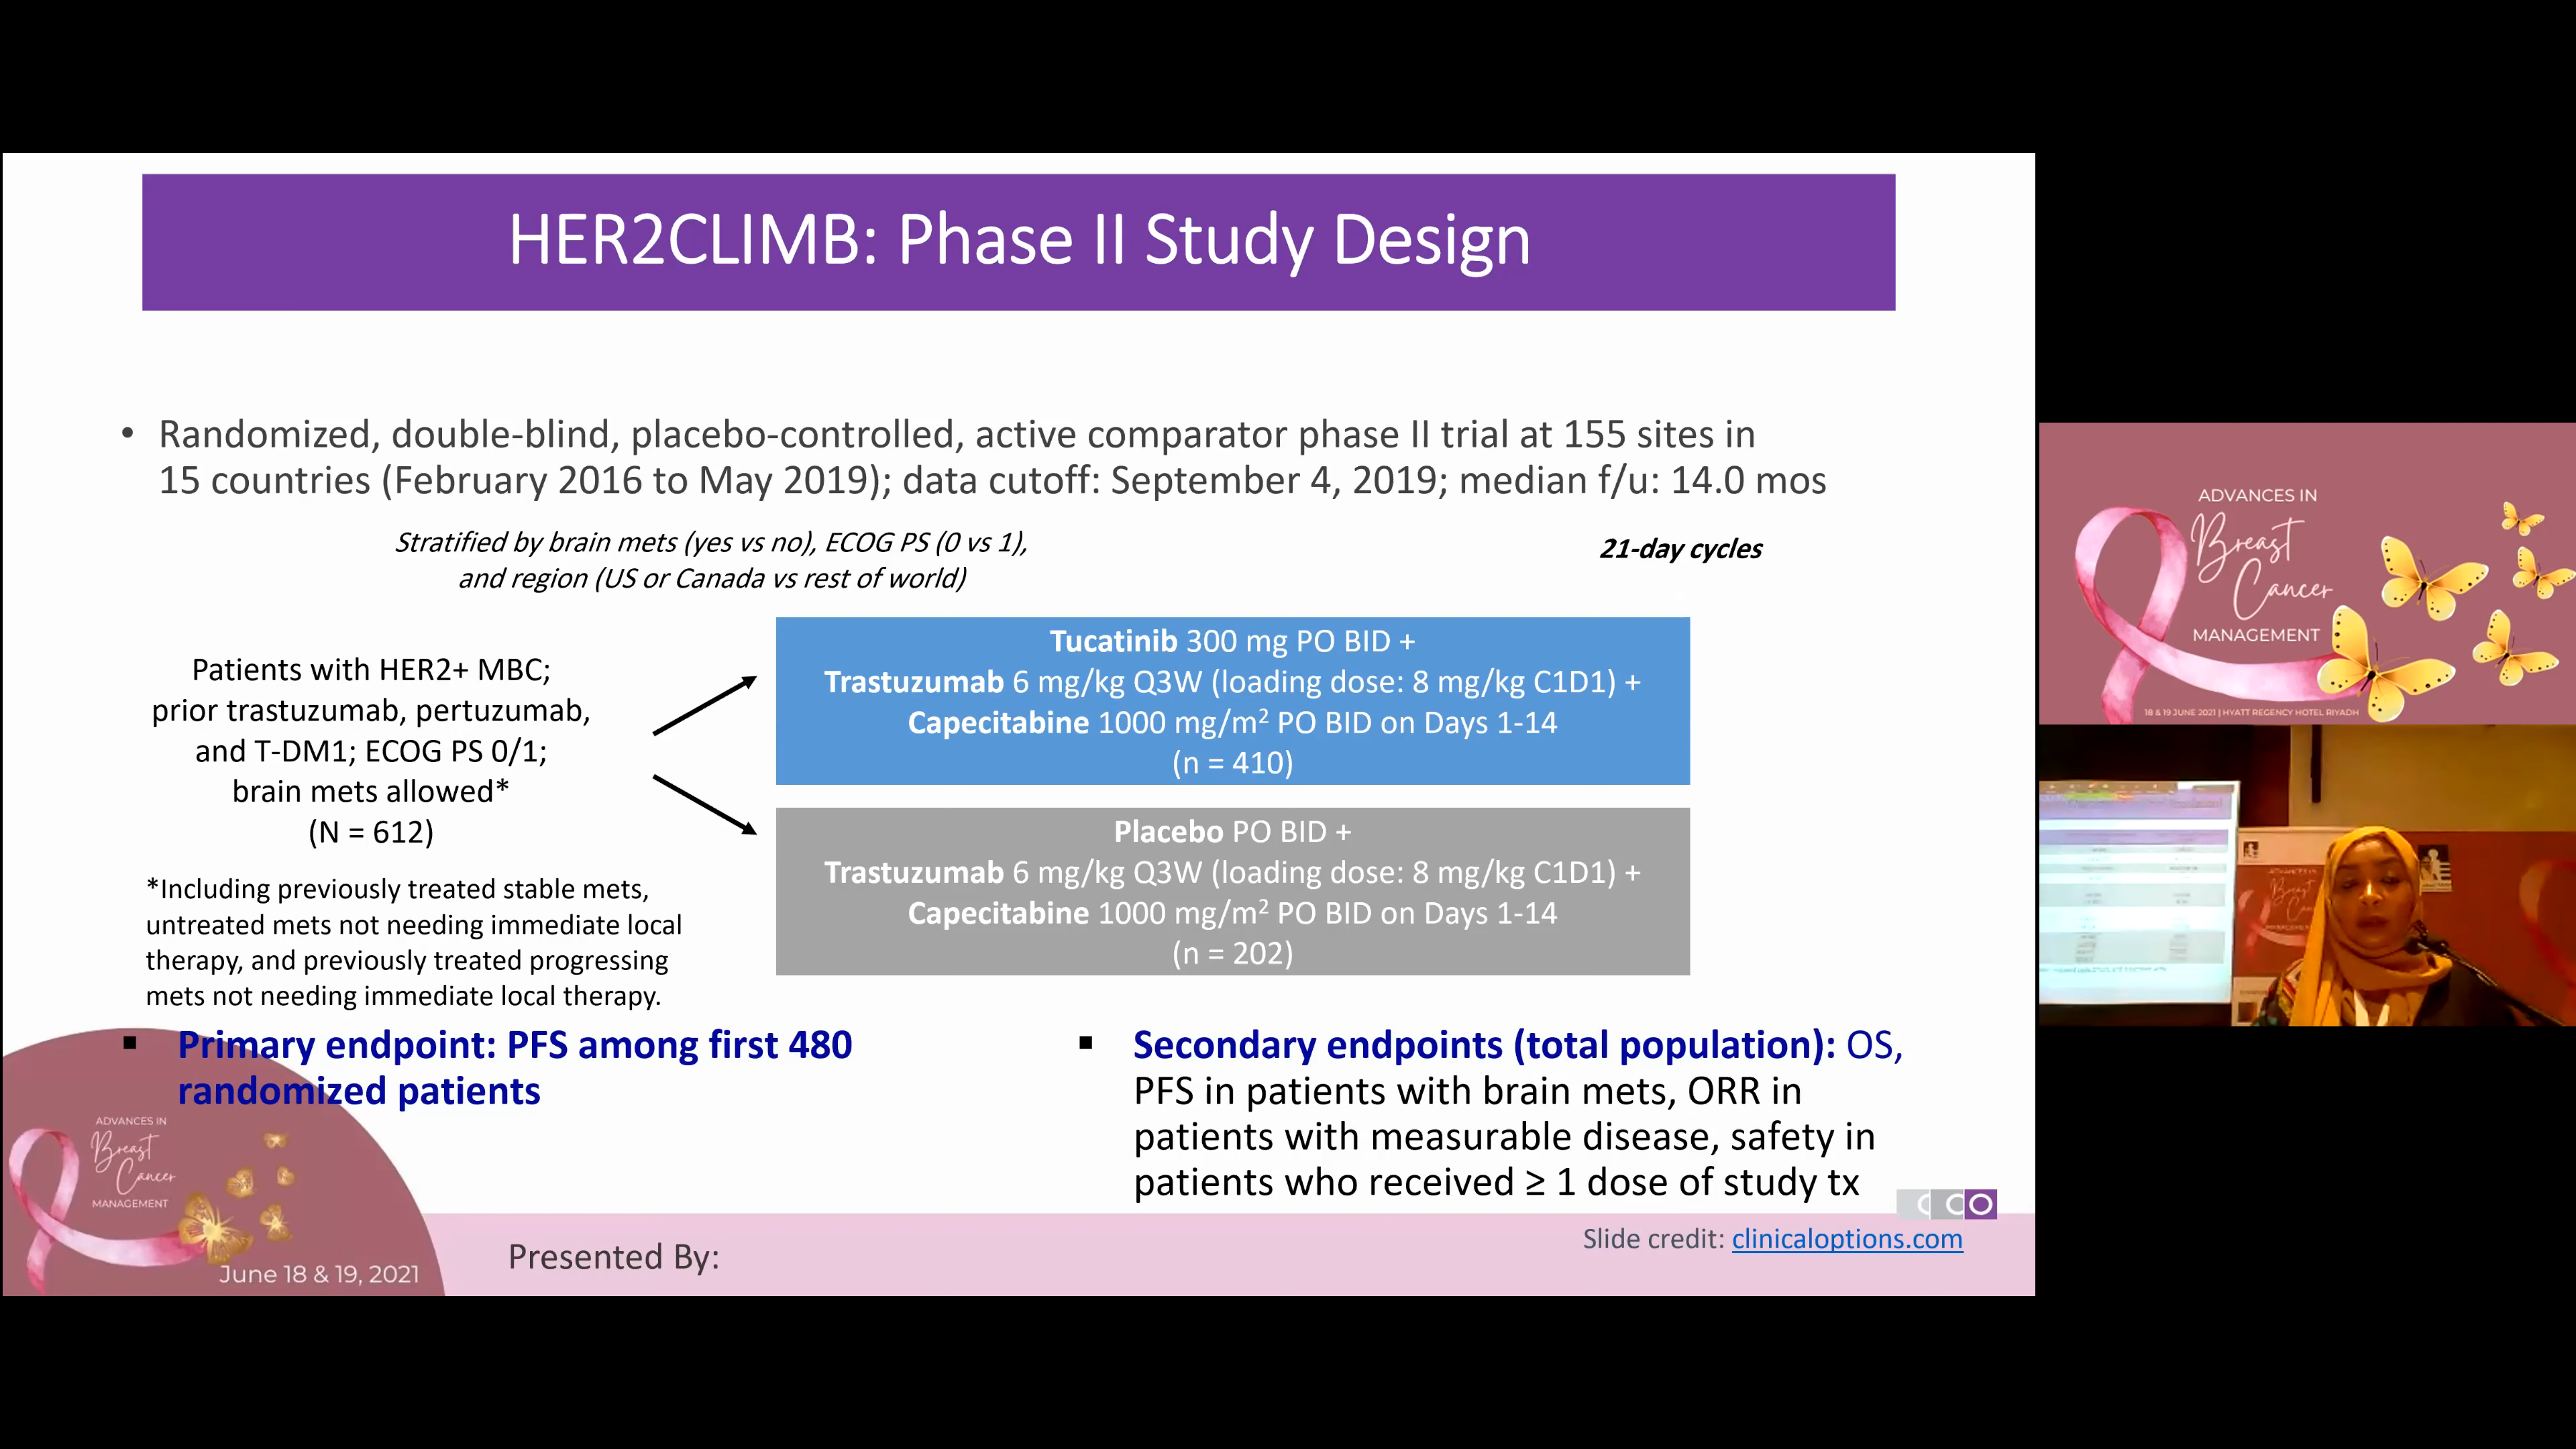 HER2CLIMB: Phase II Study Design
• Randomized, double-blind, placebo-controlled, active comparator phase II trial at 155 sites in
15 countries (February 2016 to May 2019); data cutoff: September 4, 2019; median f/u: 14.0 mos
Stratified by brain mets (yes vs no), ECOG PS (0 vs 1),
and region (US or Canada vs rest of world)
21-day cycles
Patients with HER2+ MBC;
prior trastuzumab, pertuzumab,
and T-DM1; ECOG PS 0/1;
brain mets allowed*
(N = 612)
*Including previously treated stable mets,
untreated mets not needing immediate local
therapy, and previously treated progressing
mets not needing immediate local therapy.
Tucatinib 300 mg PO BID +
Trastuzumab 6 mg/kg Q3W (loading dose: 8 mg/kg C1D1) +
Capecitabine 1000 mg/m² PO BID on Days 1-14
(n = 410)
Placebo PO BID +
Trastuzumab 6 mg/kg Q3W (loading dose: 8 mg/kg C1D1) +
Capecitabine 1000 mg/m² PO BID on Days 1-14
(n = 202)
▪ Primary endpoint: PFS among first 480
randomized patients
▪ Secondary endpoints (total population): OS,
PFS in patients with brain mets, ORR in
patients with measurable disease, safety in
patients who received ≥ 1 dose of study tx
CCO
Slide credit: clinicaloptions.com
Presented By:
ADVANCES IN
Breast
Cancer
MANAGEMENT
June 18 & 19, 2021
ADVANCES IN
Breast
Cancer
MANAGEMENT
18 & 19 JUNE 2021 | HYATT REGENCY HOTEL RIYADH